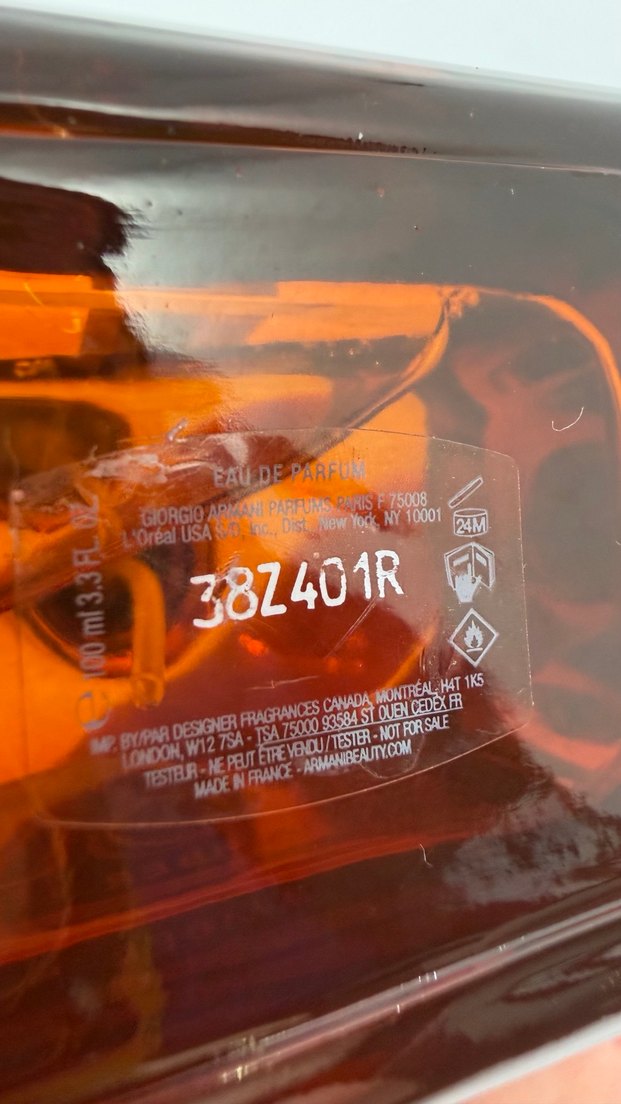 EAU DE PARFUM
GIORGIO ARMANI PARFUMS PARIS F 75008
L'Oréal USA S/D, Inc., Dist. New York, NY 10001
24M
38Z401R
100 ml 3.3 FL. OZ
IMP. BY/PAR DESIGNER FRAGRANCES CANADA, MONTRÉAL, H4T 1K5
LONDON, W12 7SA - TSA 75000 93584 ST OUEN CEDEX FR
TESTEUR - NE PEUT ÊTRE VENDU / TESTER - NOT FOR SALE
MADE IN FRANCE - ARMANIBEAUTY.COM